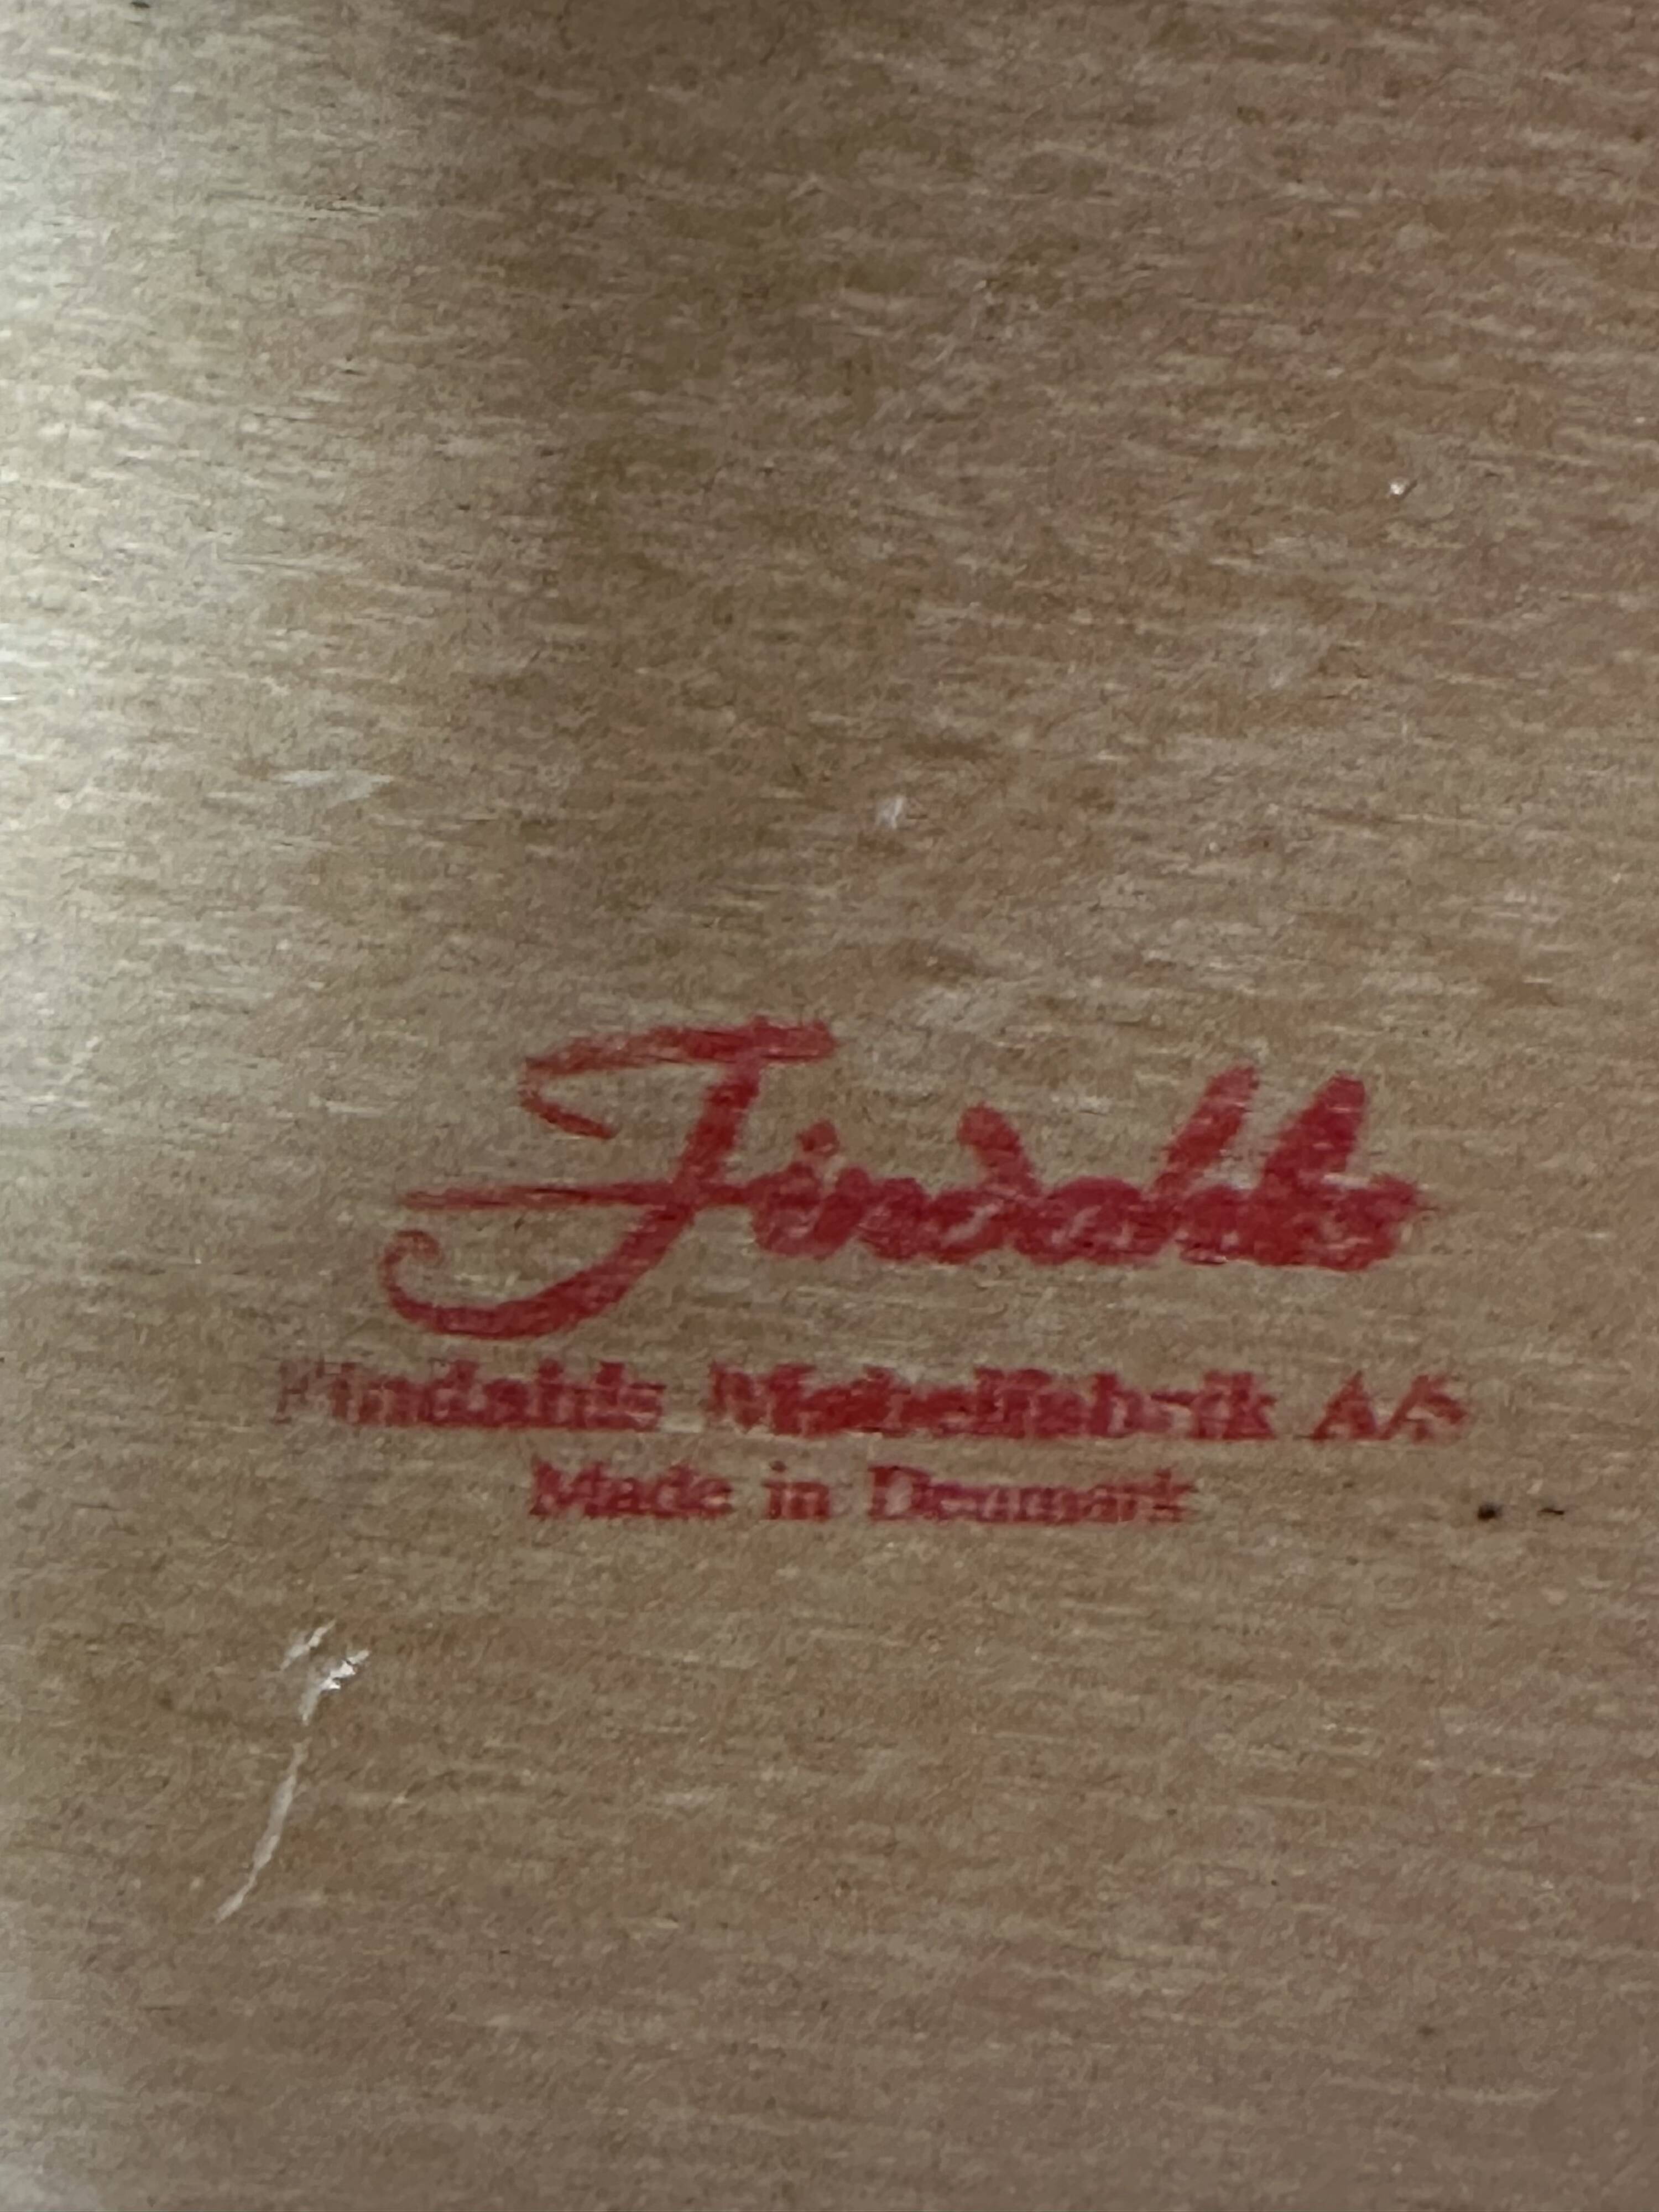 Findahls
Findahls Møbelfabrik A/S
Made in Denmark